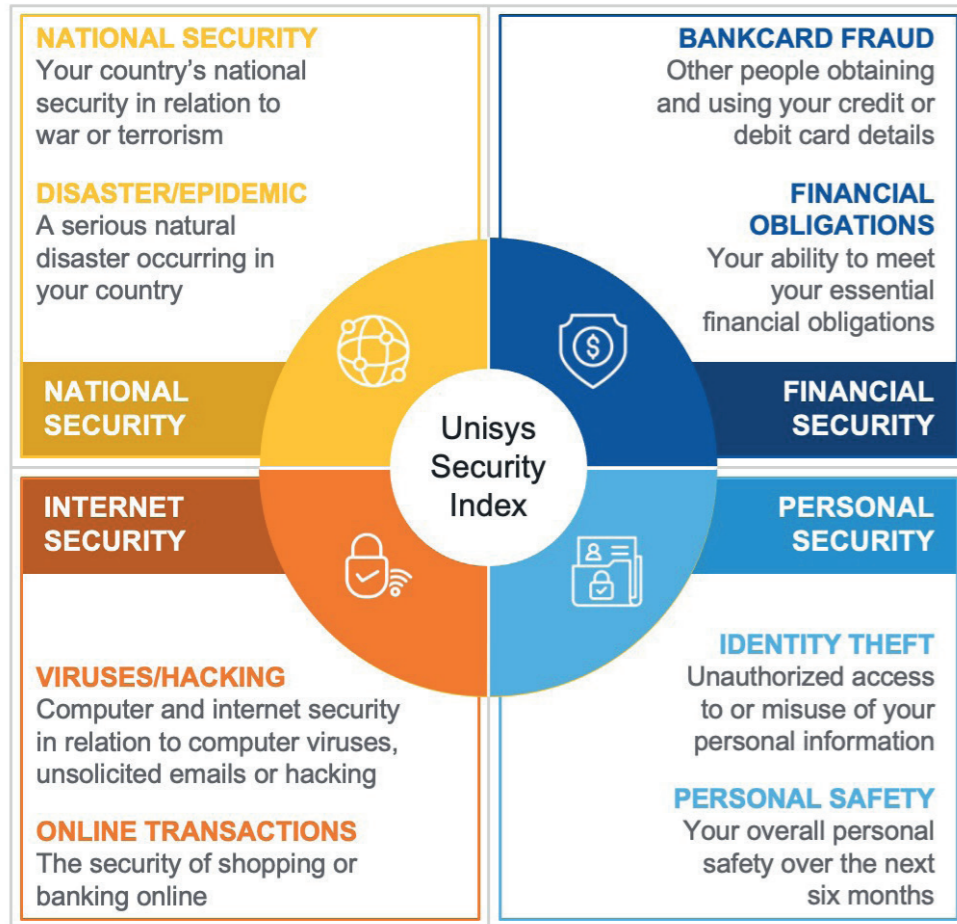 NATIONAL SECURITY
Your country's national
security in relation to
war or terrorism
DISASTER/EPIDEMIC
A serious natural
disaster occurring in
your country
NATIONAL
SECURITY
BANKCARD FRAUD
Other people obtaining
and using your credit or
debit card details
FINANCIAL
OBLIGATIONS
Your ability to meet
your essential
financial obligations
FINANCIAL
SECURITY
$
Unisys
Security
Index
INTERNET
SECURITY
VIRUSES/HACKING
Computer and internet security
in relation to computer viruses,
unsolicited emails or hacking
ONLINE TRANSACTIONS
The security of shopping or
banking online
PERSONAL
SECURITY
IDENTITY THEFT
Unauthorized access
to or misuse of your
personal information
PERSONAL SAFETY
Your overall personal
safety over the next
six months